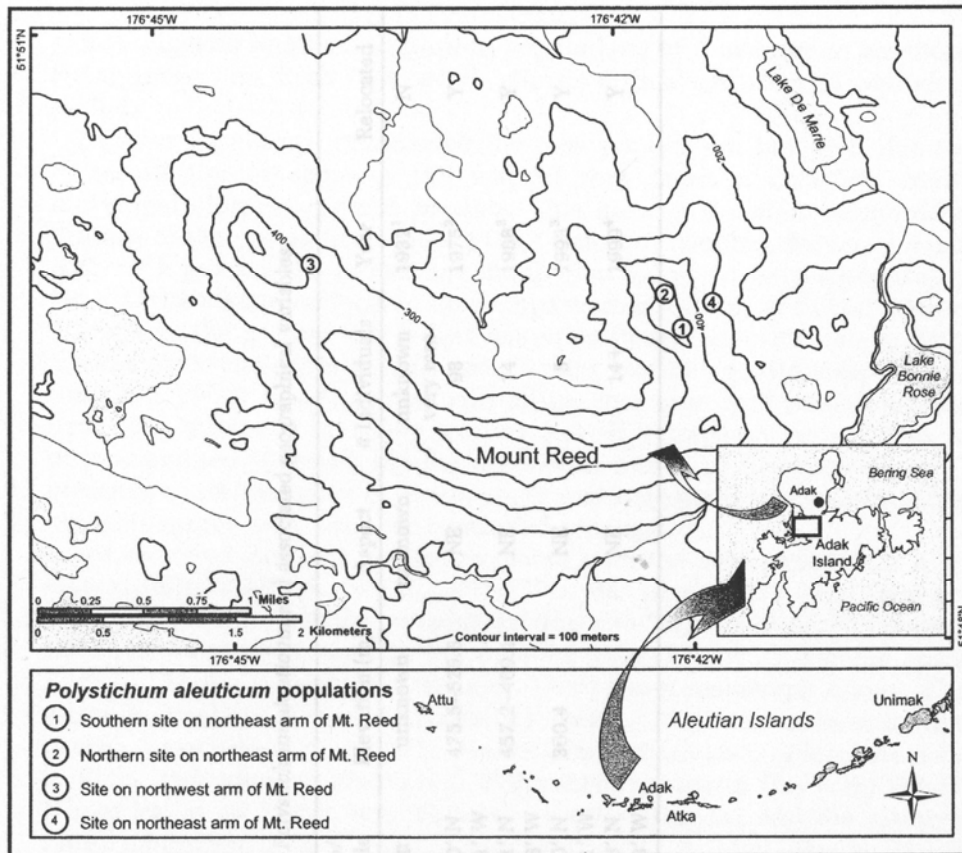 176°45'W
176°42'W
51°51'N
Lake De Marie
200
400
3
2
4
400
1
300
Lake
Bonnie
Rose
Mount Reed
Bering Sea
Adak
Adak
Island
Pacific Ocean
0 0.25 0.5 0.75 1 Miles
0 0.5 1 1.5 2
Kilometers
Contour interval = 100 meters
51°48'N
176°45'W
176°42'W
Polystichum aleuticum populations
1 Southern site on northeast arm of Mt. Reed
2 Northern site on northeast arm of Mt. Reed
3 Site on northwest arm of Mt. Reed
4 Site on northeast arm of Mt. Reed
Attu
Aleutian Islands
Unimak
N
Adak
Atka